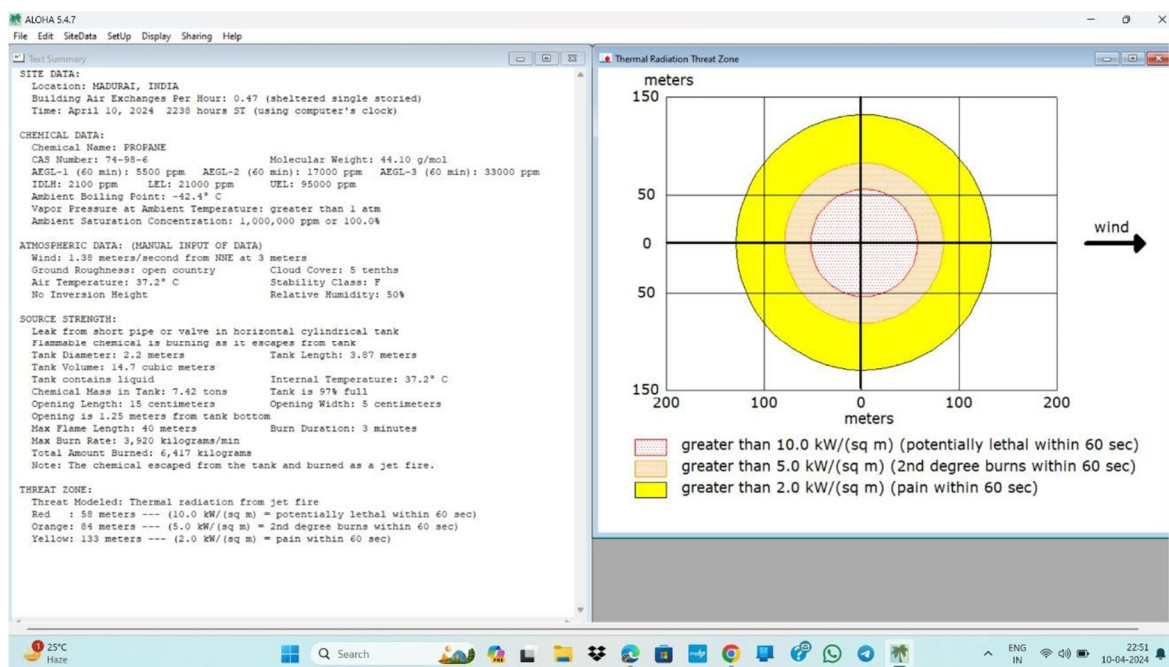 ALOHA 5.4.7
File Edit SiteData SetUp Display Sharing Help
Text Summary
SITE DATA:
Location: MADURAI, INDIA
Building Air Exchanges Per Hour: 0.47 (sheltered single storied)
Time: April 10, 2024 2238 hours ST (using computer's clock)
CHEMICAL DATA:
Chemical Name: PROPANE
CAS Number: 74-98-6 Molecular Weight: 44.10 g/mol
AEGL-1 (60 min): 5500 ppm AEGL-2 (60 min): 17000 ppm AEGL-3 (60 min): 33000 ppm
IDLH: 2100 ppm LEL: 21000 ppm UEL: 95000 ppm
Ambient Boiling Point: -42.4° C
Vapor Pressure at Ambient Temperature: greater than 1 atm
Ambient Saturation Concentration: 1,000,000 ppm or 100.0%
ATMOSPHERIC DATA: (MANUAL INPUT OF DATA)
Wind: 1.38 meters/second from NNE at 3 meters
Ground Roughness: open country Cloud Cover: 5 tenths
Air Temperature: 37.2° C Stability Class: F
No Inversion Height Relative Humidity: 50%
SOURCE STRENGTH:
Leak from short pipe or valve in horizontal cylindrical tank
Flammable chemical is burning as it escapes from tank
Tank Diameter: 2.2 meters Tank Length: 3.87 meters
Tank Volume: 14.7 cubic meters
Tank contains liquid Internal Temperature: 37.2° C
Chemical Mass in Tank: 7.42 tons Tank is 97% full
Opening Length: 15 centimeters Opening Width: 5 centimeters
Opening is 1.25 meters from tank bottom
Max Flame Length: 40 meters Burn Duration: 3 minutes
Max Burn Rate: 3,920 kilograms/min
Total Amount Burned: 6,417 kilograms
Note: The chemical escaped from the tank and burned as a jet fire.
THREAT ZONE:
Threat Modeled: Thermal radiation from jet fire
Red : 58 meters --- (10.0 kW/(sq m) = potentially lethal within 60 sec)
Orange: 84 meters --- (5.0 kW/(sq m) = 2nd degree burns within 60 sec)
Yellow: 133 meters --- (2.0 kW/(sq m) = pain within 60 sec)
Thermal Radiation Threat Zone
meters
150
50
0
50
150
200 100 0 100 200
meters
wind
greater than 10.0 kW/(sq m) (potentially lethal within 60 sec)
greater than 5.0 kW/(sq m) (2nd degree burns within 60 sec)
greater than 2.0 kW/(sq m) (pain within 60 sec)
1
25°C
Haze
Search
ENG
IN
22:51
10-04-2024